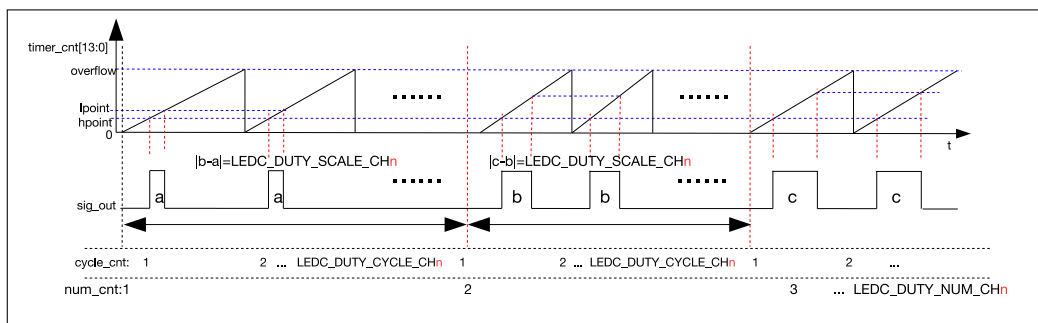 timer_cnt[13:0]
overflow
lpoint
hpoint
0
t
|b-a|=LEDC_DUTY_SCALE_CHn
|c-b|=LEDC_DUTY_SCALE_CHn
sig_out
a
a
b
b
c
c
cycle_cnt: 1 2 ... LEDC_DUTY_CYCLE_CHn 1 2 ... LEDC_DUTY_CYCLE_CHn 1 2 ...
num_cnt:1 2 3 ... LEDC_DUTY_NUM_CHn